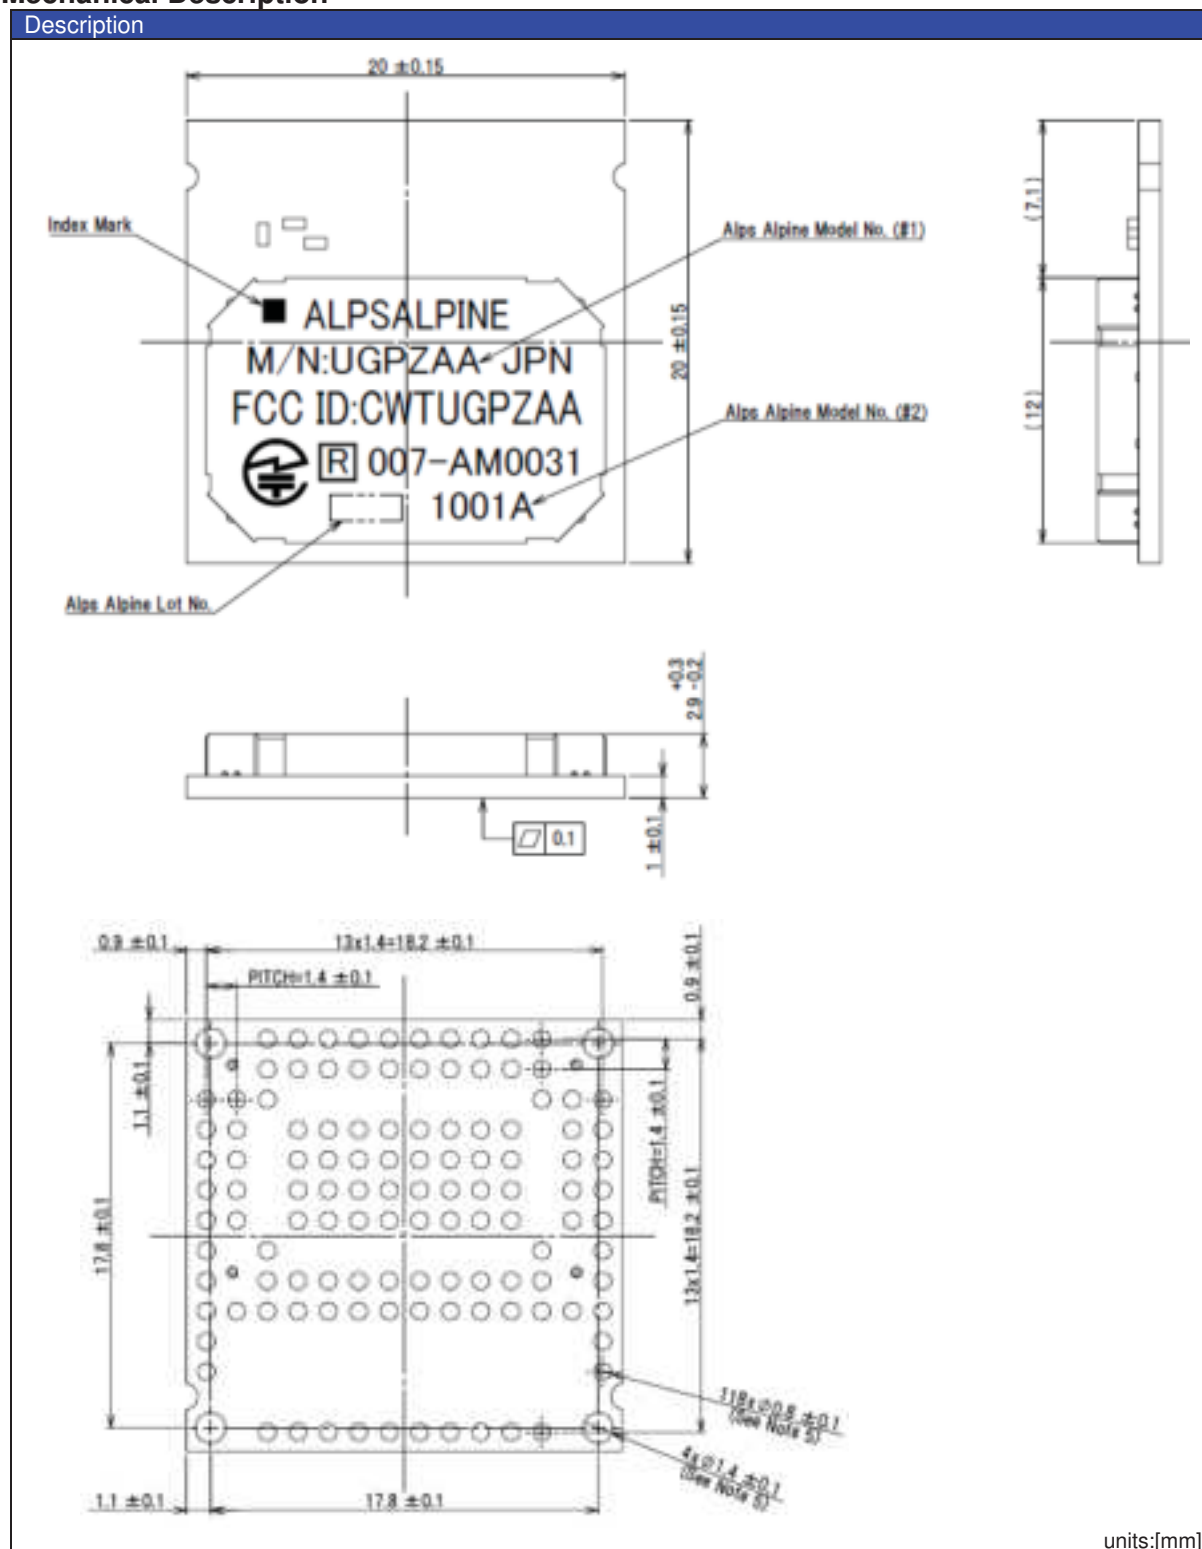 Mechanical Description
Description
20 ±0.15
Index Mark
Alps Alpine Model No. (#1)
(7.1)
ALPSALPINE
M/N:UGPZAA JPN
20 ±0.15
FCC ID:CWTUGPZAA
Alps Alpine Model No. (#2)
(12)
R 007-AM0031
1001A
Alps Alpine Lot No.
+0.3
2.9 -0.2
0.1
1 ±0.1
0.9 ±0.1
13x1.4=18.2 ±0.1
0.9 ±0.1
PITCH=1.4 ±0.1
1.1 ±0.1
PITCH=1.4 ±0.1
17.8 ±0.1
13x1.4=18.2 ±0.1
118x∅0.8 ±0.1
(See Note 5)
4x∅1.4 ±0.1
(See Note 5)
1.1 ±0.1
17.8 ±0.1
units:[mm]